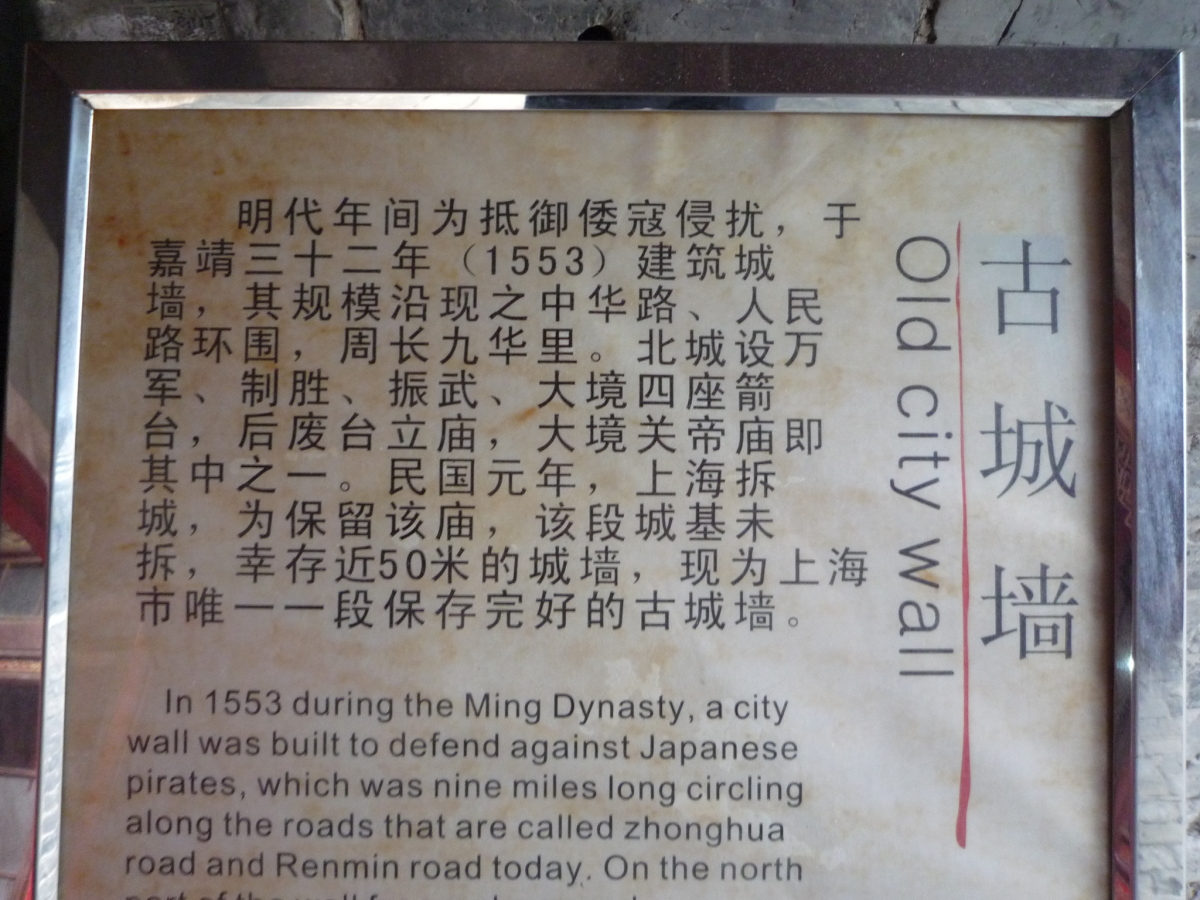 古城墙
Old city wall
明代年间为抵御倭寇侵扰，于
嘉靖三十二年（1553）建筑城
墙，其规模沿现之中华路、人民
路环围，周长九华里。北城设万
军、制胜、振武、大境四座箭
台，后废台立庙，大境关帝庙即
其中之一。民国元年，上海拆
城，为保留该庙，该段城基未
拆，幸存近50米的城墙，现为上海
市唯一一段保存完好的古城墙。
In 1553 during the Ming Dynasty, a city
wall was built to defend against Japanese
pirates, which was nine miles long circling
along the roads that are called zhonghua
road and Renmin road today. On the north